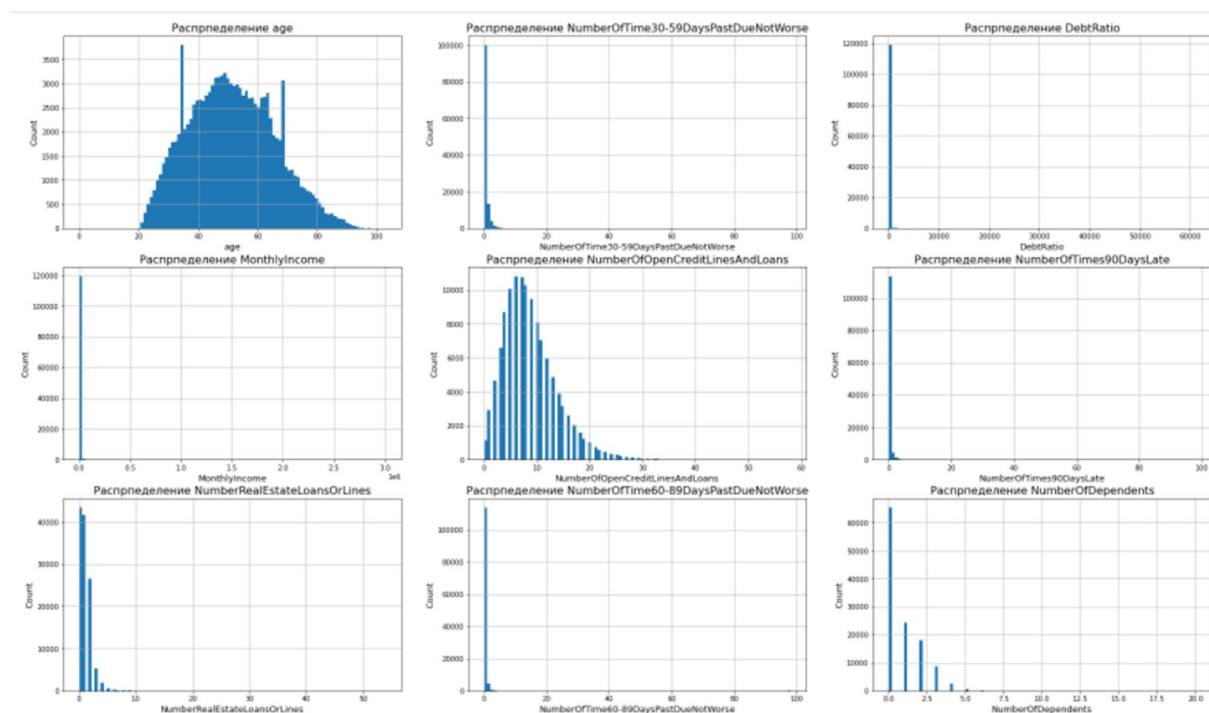 Распрпеделение age
Count
3500
3000
2500
2000
1500
1000
500
0
0 20 40 60 80 100
age
Распрпеделение NumberOfTime30-59DaysPastDueNotWorse
Count
100000
80000
60000
40000
20000
0
0 20 40 60 80 100
NumberOfTime30-59DaysPastDueNotWorse
Распрпеделение DebtRatio
Count
120000
100000
80000
60000
40000
20000
0
0 10000 20000 30000 40000 50000 60000
DebtRatio
Распрпеделение MonthlyIncome
Count
120000
100000
80000
60000
40000
20000
0
0.0 0.5 1.0 1.5 2.0 2.5 3.0
1e6
MonthlyIncome
Распрпеделение NumberOfOpenCreditLinesAndLoans
Count
10000
8000
6000
4000
2000
0
0 10 20 30 40 50 60
NumberOfOpenCreditLinesAndLoans
Распрпеделение NumberOfTimes90DaysLate
Count
100000
80000
60000
40000
20000
0
0 20 40 60 80 100
NumberOfTimes90DaysLate
Распрпеделение NumberRealEstateLoansOrLines
Count
40000
30000
20000
10000
0
0 10 20 30 40 50
NumberRealEstateLoansOrLines
Распрпеделение NumberOfTime60-89DaysPastDueNotWorse
Count
100000
80000
60000
40000
20000
0
0 20 40 60 80 100
NumberOfTime60-89DaysPastDueNotWorse
Распрпеделение NumberOfDependents
Count
60000
50000
40000
30000
20000
10000
0
0.0 2.5 5.0 7.5 10.0 12.5 15.0 17.5 20.0
NumberOfDependents